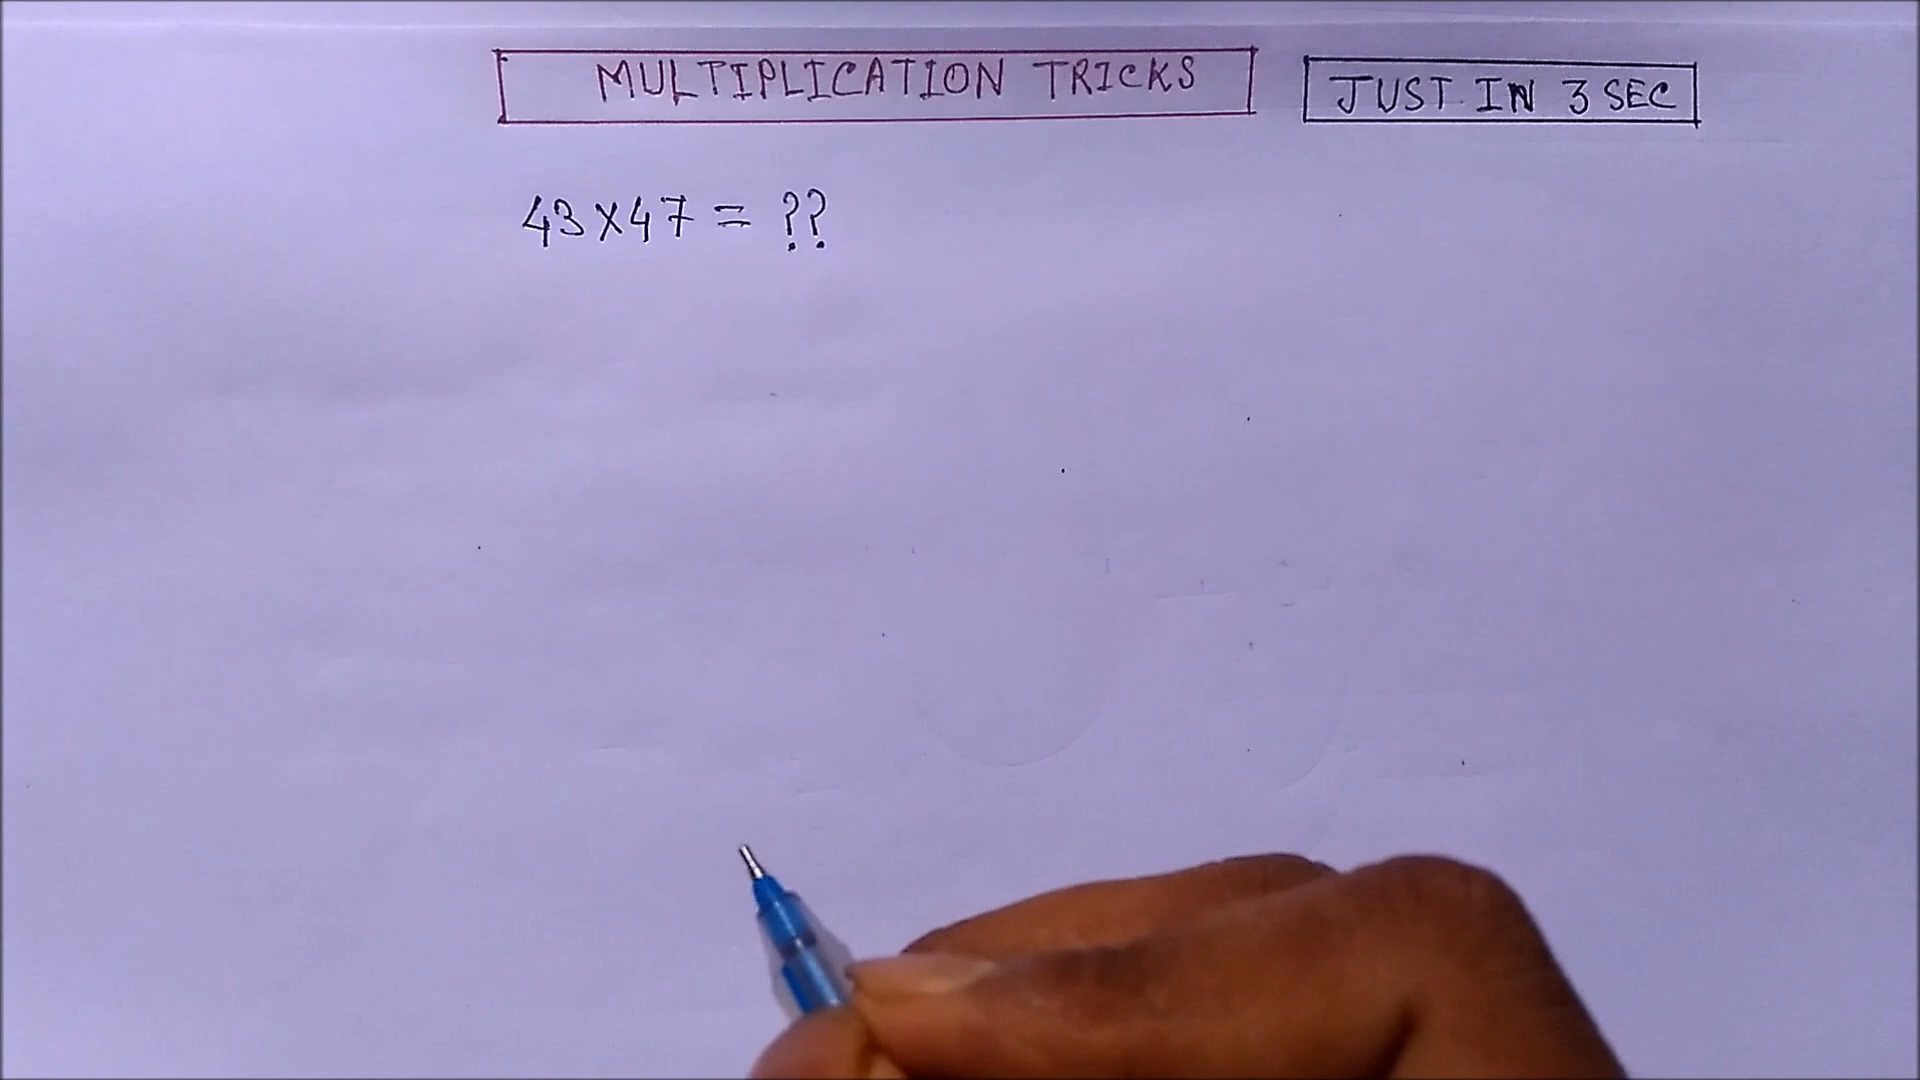 MULTIPLICATION TRICKS
JUST IN 3 SEC
43 X 47 = ??